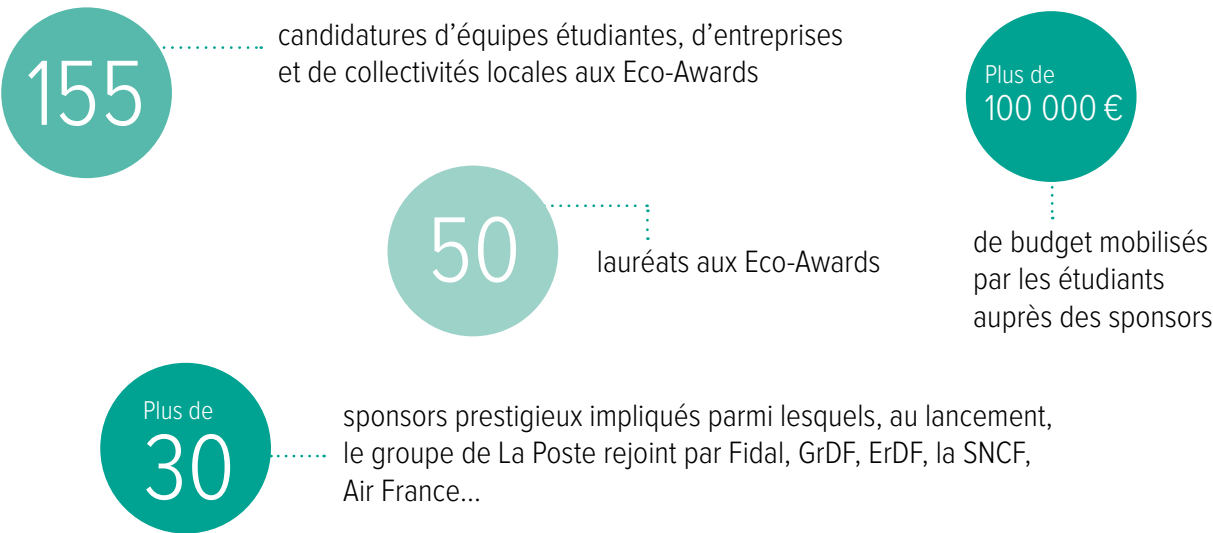 155
candidatures d’équipes étudiantes, d’entreprises
et de collectivités locales aux Eco-Awards
Plus de
100 000 €
de budget mobilisés
par les étudiants
auprès des sponsors
50
lauréats aux Eco-Awards
Plus de
30
sponsors prestigieux impliqués parmi lesquels, au lancement,
le groupe de La Poste rejoint par Fidal, GrDF, ErDF, la SNCF,
Air France...